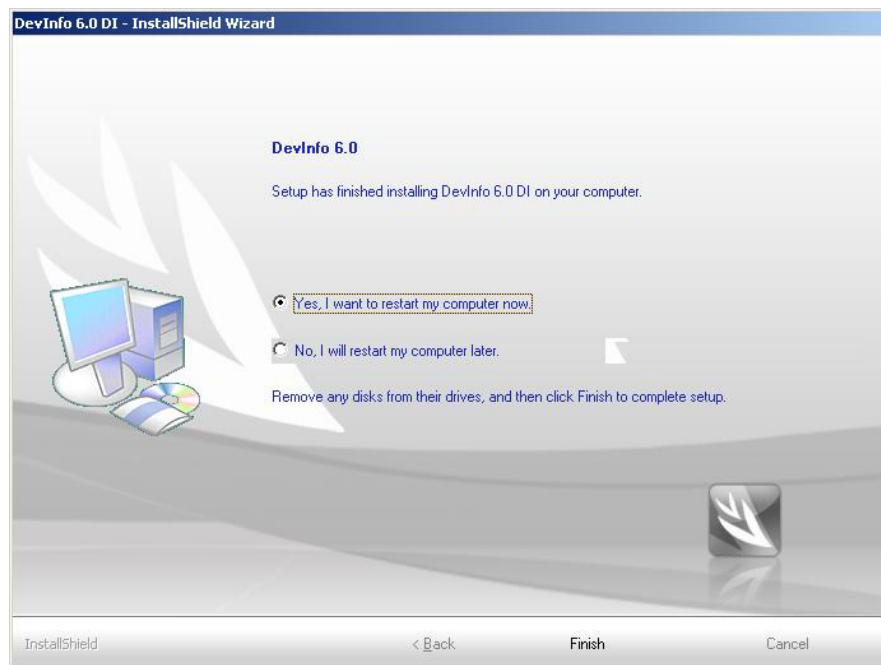 DevInfo 6.0 DI - InstallShield Wizard
DevInfo 6.0
Setup has finished installing DevInfo 6.0 DI on your computer.
Yes, I want to restart my computer now.
No, I will restart my computer later.
Remove any disks from their drives, and then click Finish to complete setup.
InstallShield
< Back Finish Cancel